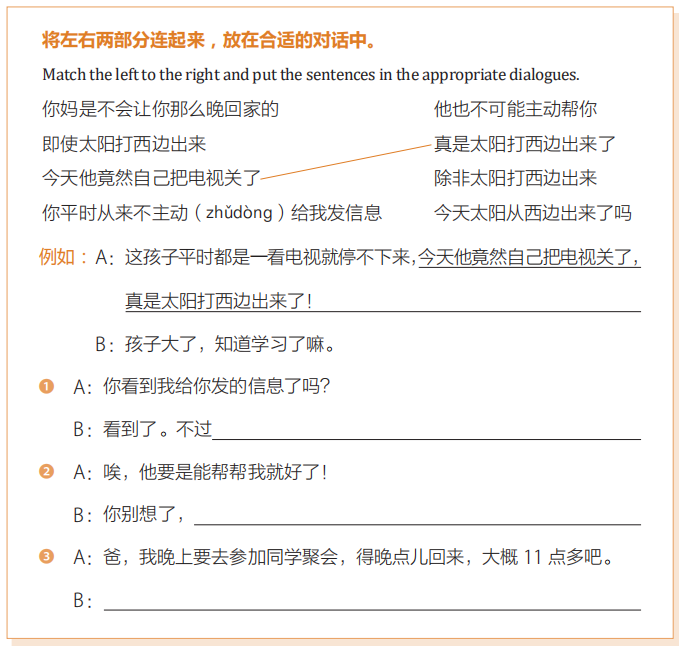 将左右两部分连起来，放在合适的对话中。
Match the left to the right and put the sentences in the appropriate dialogues.
你妈是不会让你那么晚回家的 他也不可能主动帮你
即使太阳打西边出来 真是太阳打西边出来了
今天他竟然自己把电视关了 除非太阳打西边出来
你平时从来不主动（zhǔdòng）给我发信息 今天太阳从西边出来了吗
例如：A：这孩子平时都是一看电视就停不下来，今天他竟然自己把电视关了，
真是太阳打西边出来了！
B：孩子大了，知道学习了嘛。
1 A：你看到我给你发的信息了吗？
B：看到了。不过
2 A：唉，他要是能帮帮我就好了！
B：你别想了，
3 A：爸，我晚上要去参加同学聚会，得晚点儿回来，大概 11 点多吧。
B：